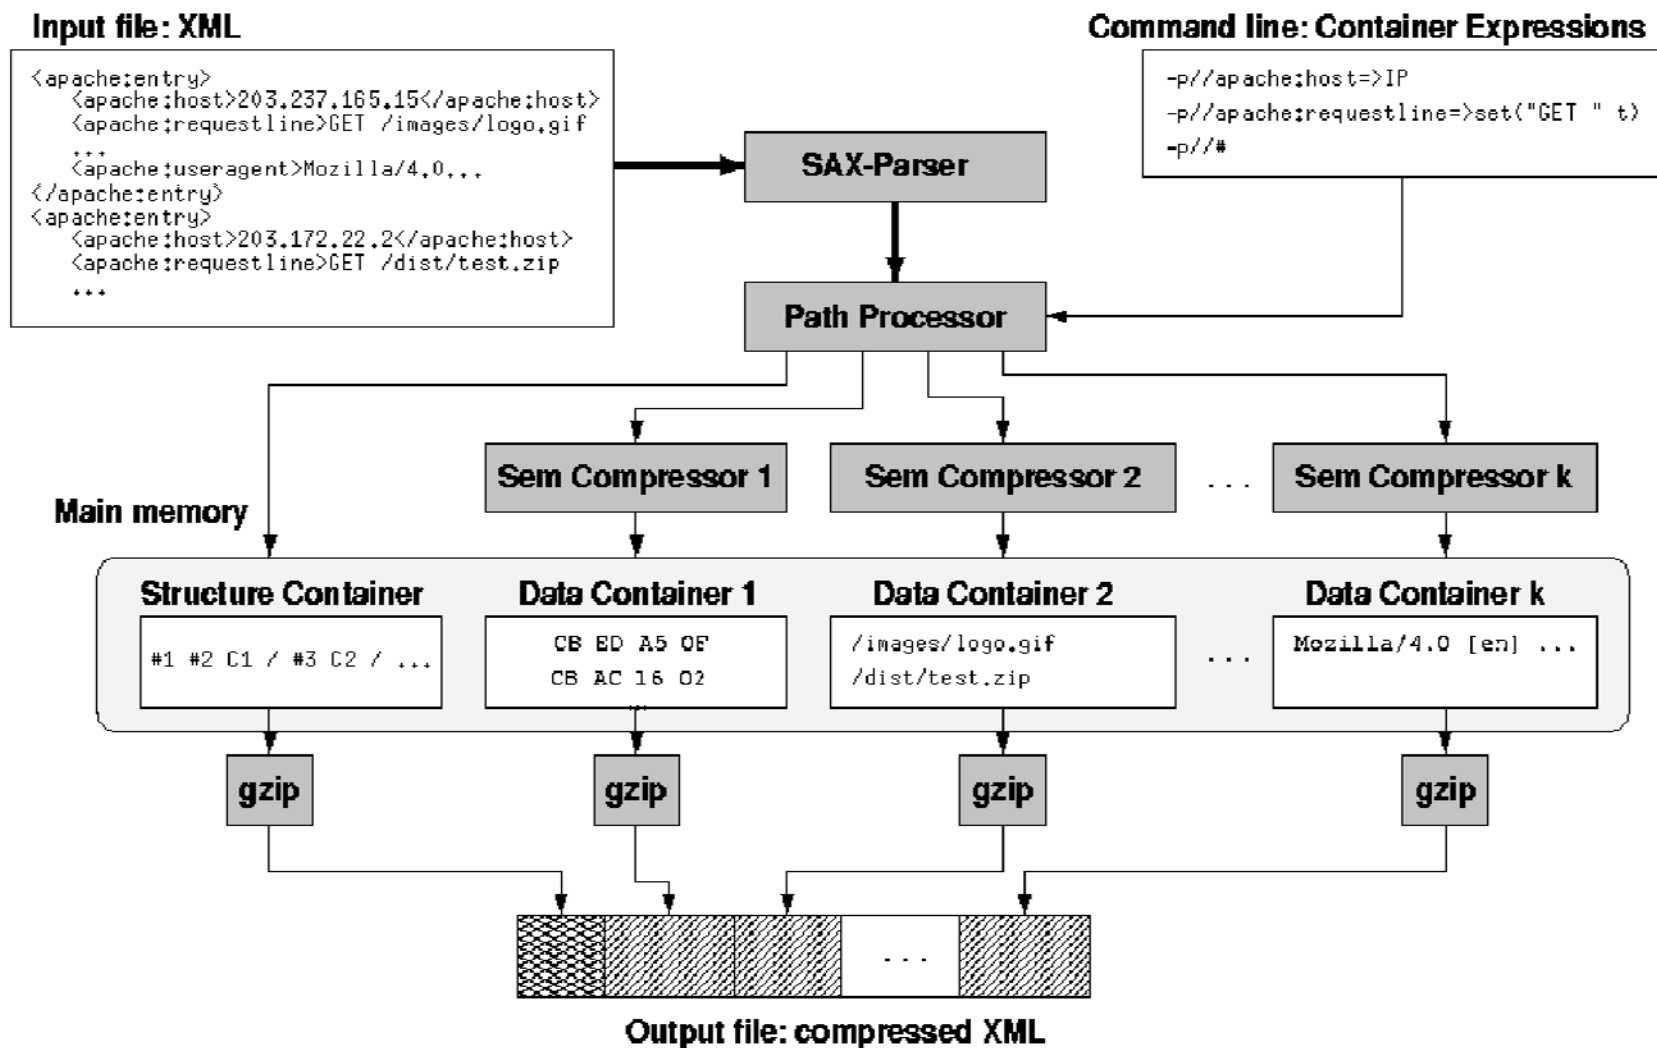 Input file: XML
<apache:entry>
<apache:host>203.237.165.15</apache:host>
<apache:requestline>GET /images/logo.gif
...
<apache:useragent>Mozilla/4.0...
</apache:entry>
<apache:entry>
<apache:host>203.172.22.2</apache:host>
<apache:requestline>GET /dist/test.zip
...
Command line: Container Expressions
-p//apache:host=>IP
-p//apache:requestline=>set("GET " t)
-p//#
SAX-Parser
Path Processor
Sem Compressor 1
Sem Compressor 2
. . .
Sem Compressor k
Main memory
Structure Container
#1 #2 C1 / #3 C2 / ...
Data Container 1
CB ED A5 0F
CB AC 16 02
...
Data Container 2
/images/logo.gif
/dist/test.zip
. . .
Data Container k
Mozilla/4.0 [en] ...
gzip
gzip
gzip
gzip
. . .
Output file: compressed XML